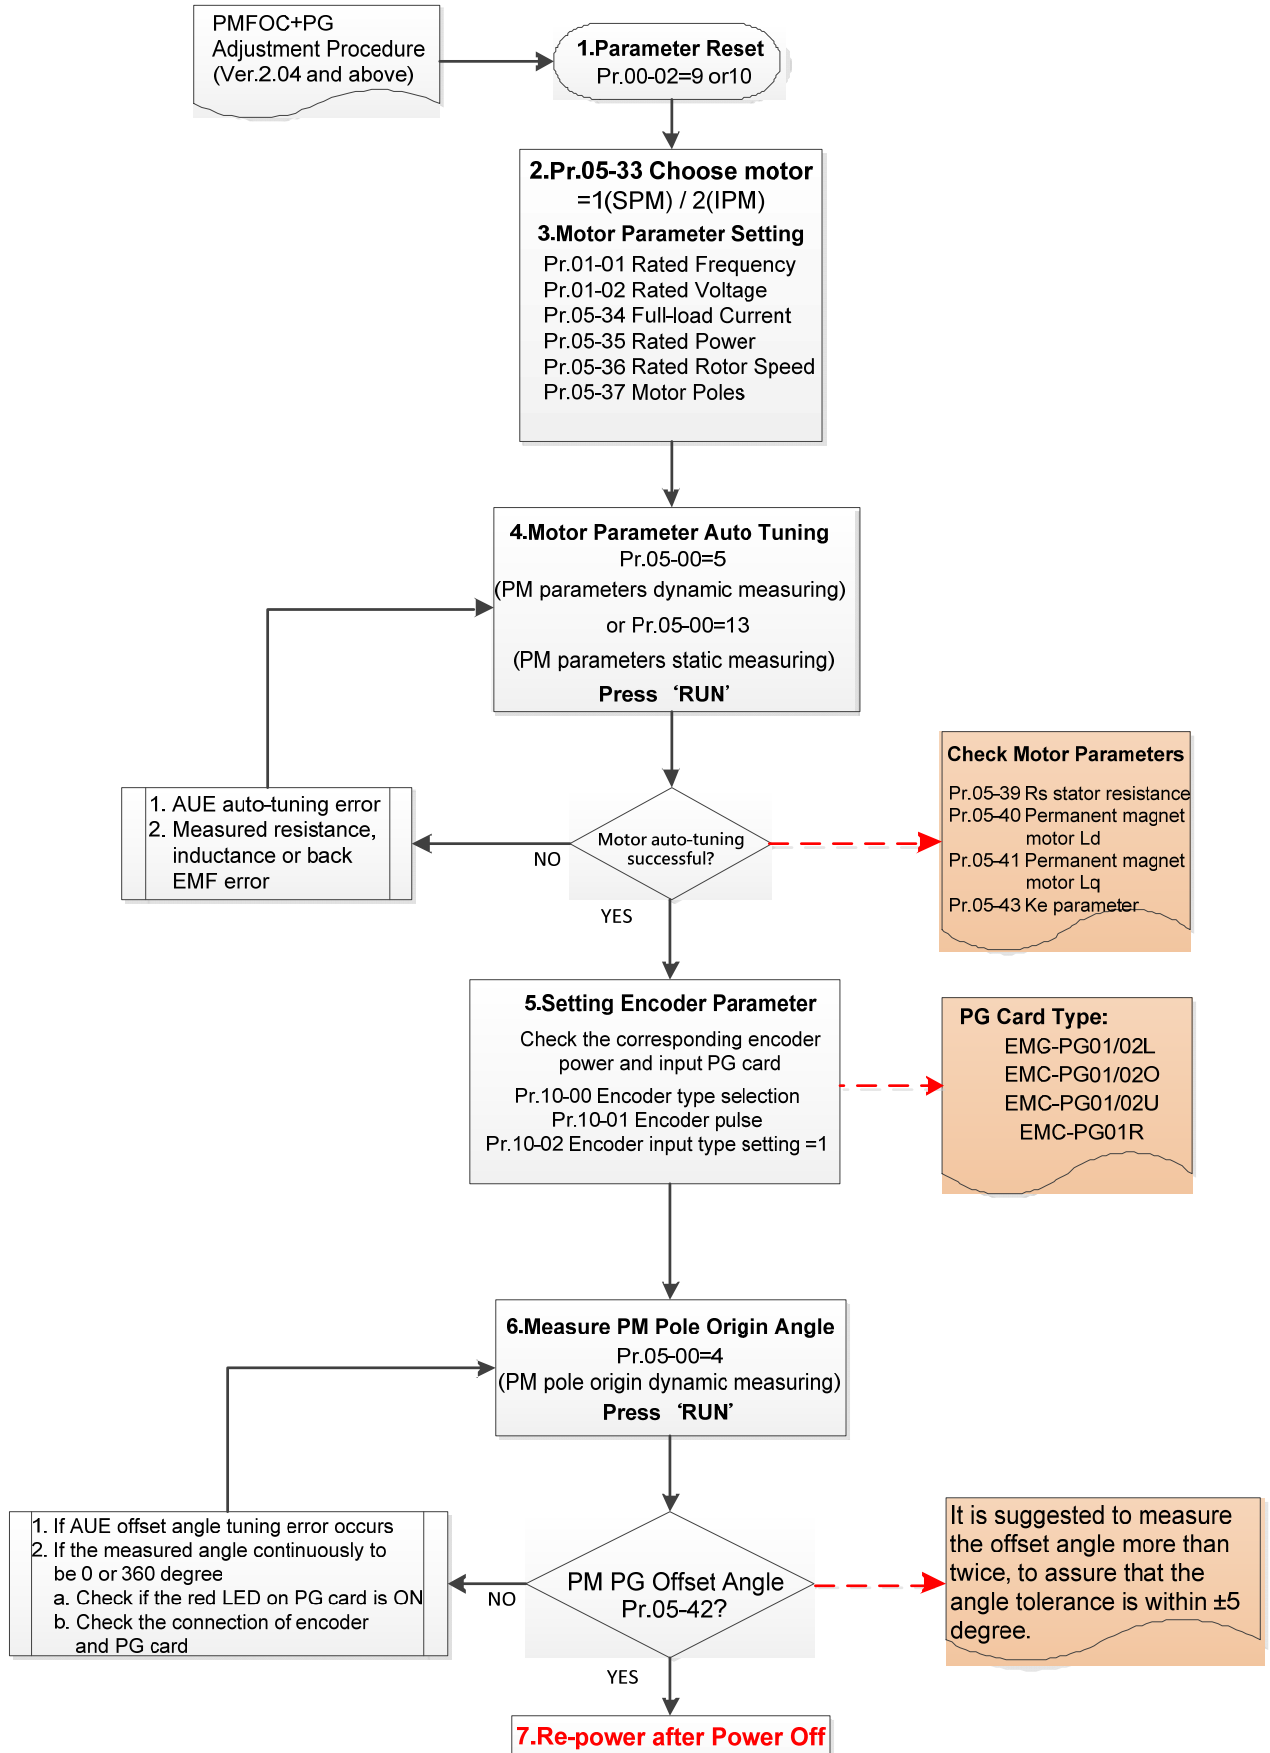 PMFOC+PG
Adjustment Procedure
(Ver.2.04 and above)
1.Parameter Reset
Pr.00-02=9 or10
2.Pr.05-33 Choose motor
=1(SPM) / 2(IPM)
3.Motor Parameter Setting
Pr.01-01 Rated Frequency
Pr.01-02 Rated Voltage
Pr.05-34 Full-load Current
Pr.05-35 Rated Power
Pr.05-36 Rated Rotor Speed
Pr.05-37 Motor Poles
4.Motor Parameter Auto Tuning
Pr.05-00=5
(PM parameters dynamic measuring)
or Pr.05-00=13
(PM parameters static measuring)
Press ‘RUN’
Motor auto-tuning
successful?
NO
1. AUE auto-tuning error
2. Measured resistance,
inductance or back
EMF error
Check Motor Parameters
Pr.05-39 Rs stator resistance
Pr.05-40 Permanent magnet
motor Ld
Pr.05-41 Permanent magnet
motor Lq
Pr.05-43 Ke parameter
YES
5.Setting Encoder Parameter
Check the corresponding encoder
power and input PG card
Pr.10-00 Encoder type selection
Pr.10-01 Encoder pulse
Pr.10-02 Encoder input type setting =1
PG Card Type:
EMG-PG01/02L
EMC-PG01/02O
EMC-PG01/02U
EMC-PG01R
6.Measure PM Pole Origin Angle
Pr.05-00=4
(PM pole origin dynamic measuring)
Press ‘RUN’
PM PG Offset Angle
Pr.05-42?
NO
1. If AUE offset angle tuning error occurs
2. If the measured angle continuously to
be 0 or 360 degree
a. Check if the red LED on PG card is ON
b. Check the connection of encoder
and PG card
It is suggested to measure
the offset angle more than
twice, to assure that the
angle tolerance is within ±5
degree.
YES
7.Re-power after Power Off